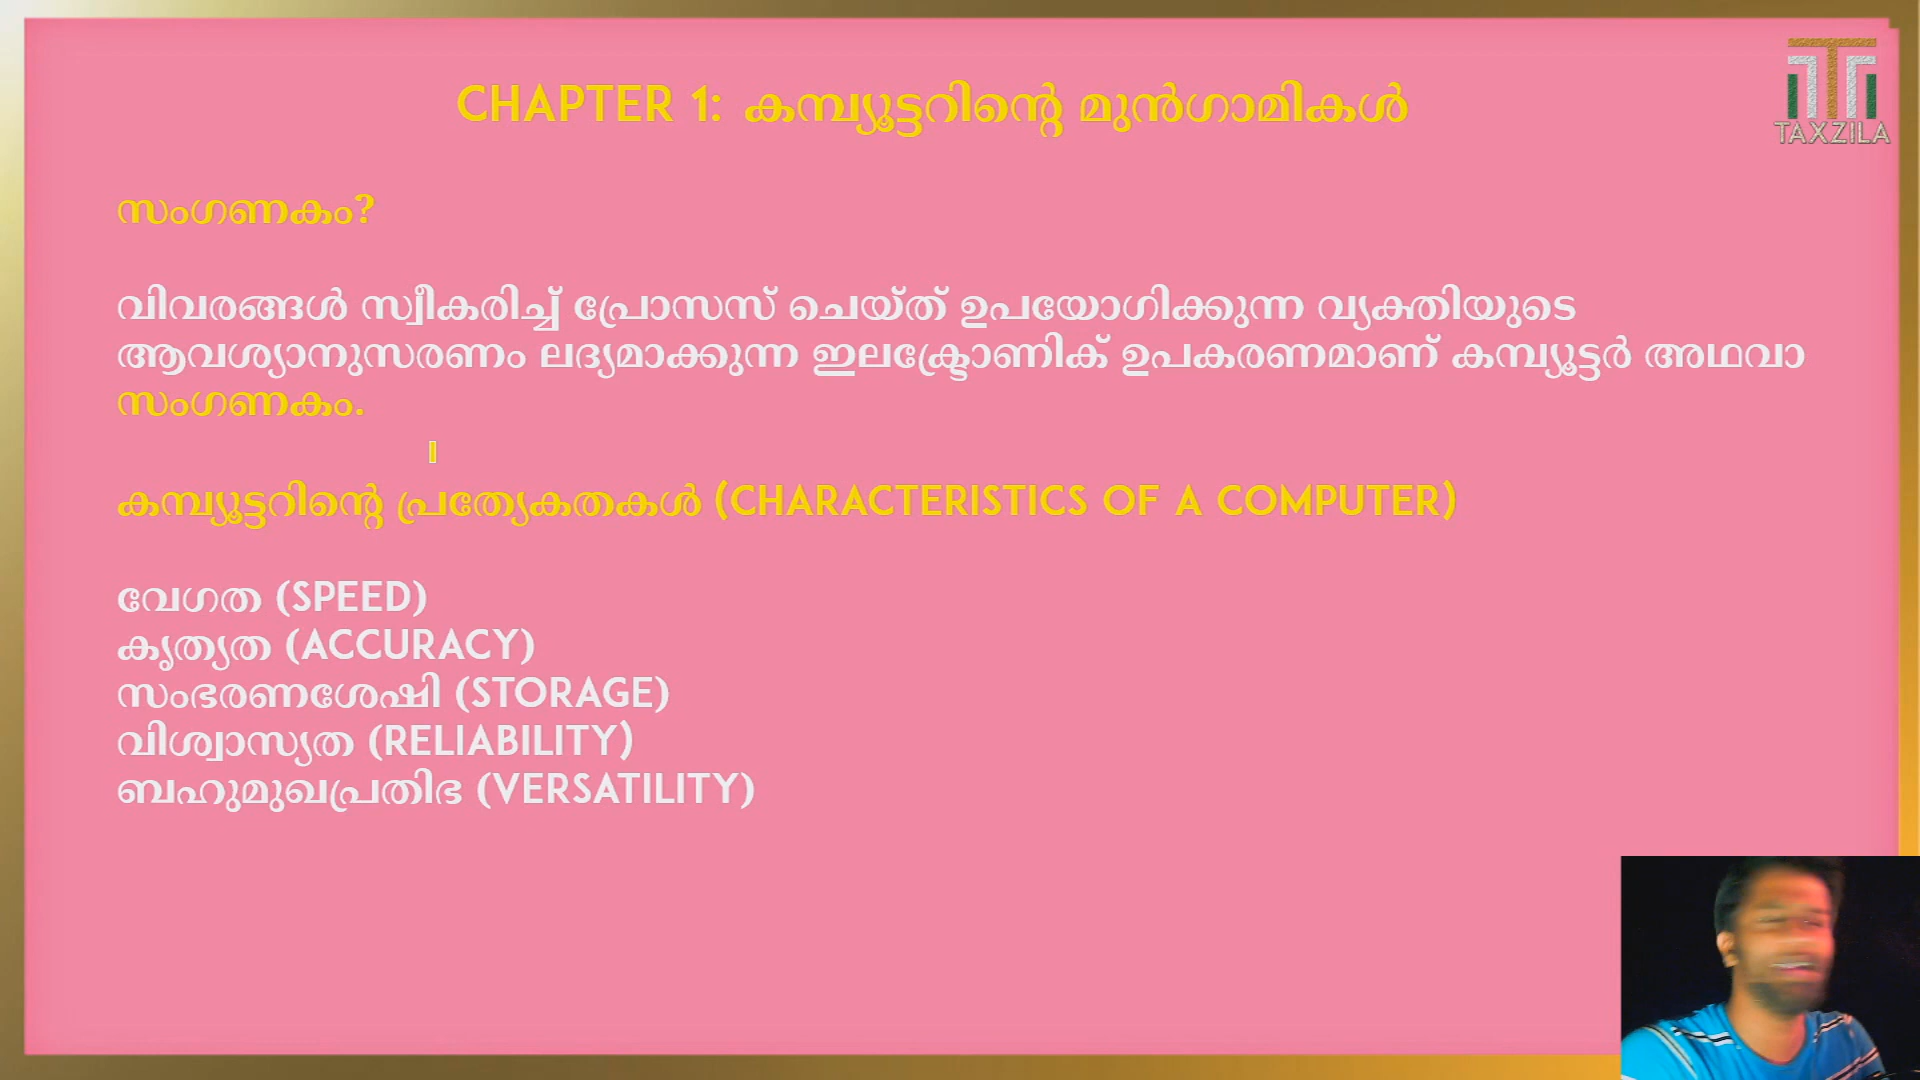 CHAPTER 1: കമ്പ്യൂട്ടറിന്റെ മുൻഗാമികൾ
TAXZILA
സംഗണകം?
വിവരങ്ങൾ സ്വീകരിച്ച് പ്രോസസ് ചെയ്ത് ഉപയോഗിക്കുന്ന വ്യക്തിയുടെ
ആവശ്യാനുസരണം ലദ്യമാക്കുന്ന ഇലക്ട്രോണിക് ഉപകരണമാണ് കമ്പ്യൂട്ടർ അഥവാ
സംഗണകം.
കമ്പ്യൂട്ടറിന്റെ പ്രത്യേകതകൾ (CHARACTERISTICS OF A COMPUTER)
വേഗത (SPEED)
കൃത്യത (ACCURACY)
സംഭരണശേഷി (STORAGE)
വിശ്വാസ്യത (RELIABILITY)
ബഹുമുഖപ്രതിഭ (VERSATILITY)